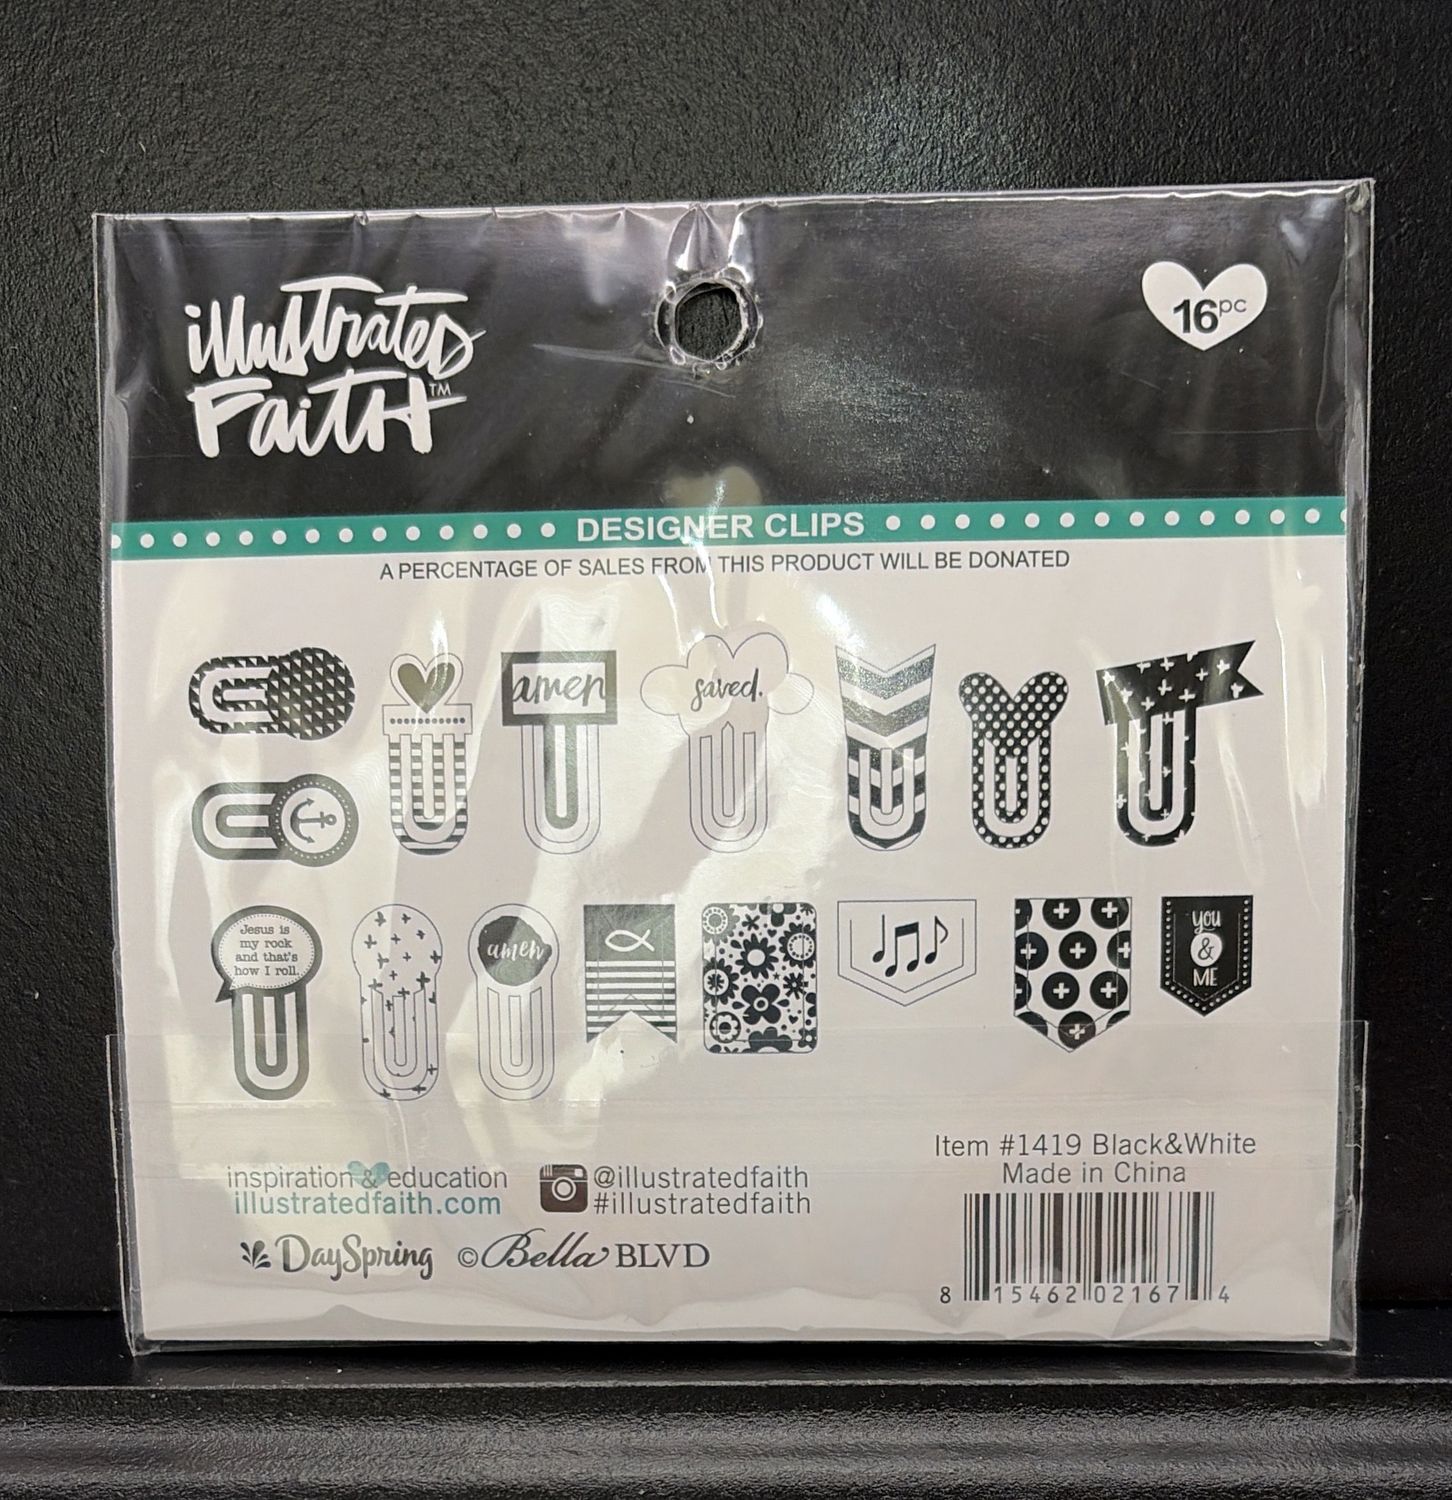 illustrated
Faith™
16pc
DESIGNER CLIPS
A PERCENTAGE OF SALES FROM THIS PRODUCT WILL BE DONATED
amen
saved.
Jesus is
my rock
and that's
how I roll.
amen
you
&
ME
Item #1419 Black&White
Made in China
inspiration & education
illustratedfaith.com
@illustratedfaith
#illustratedfaith
DaySpring
©Bella BLVD
8 15462 02167 4